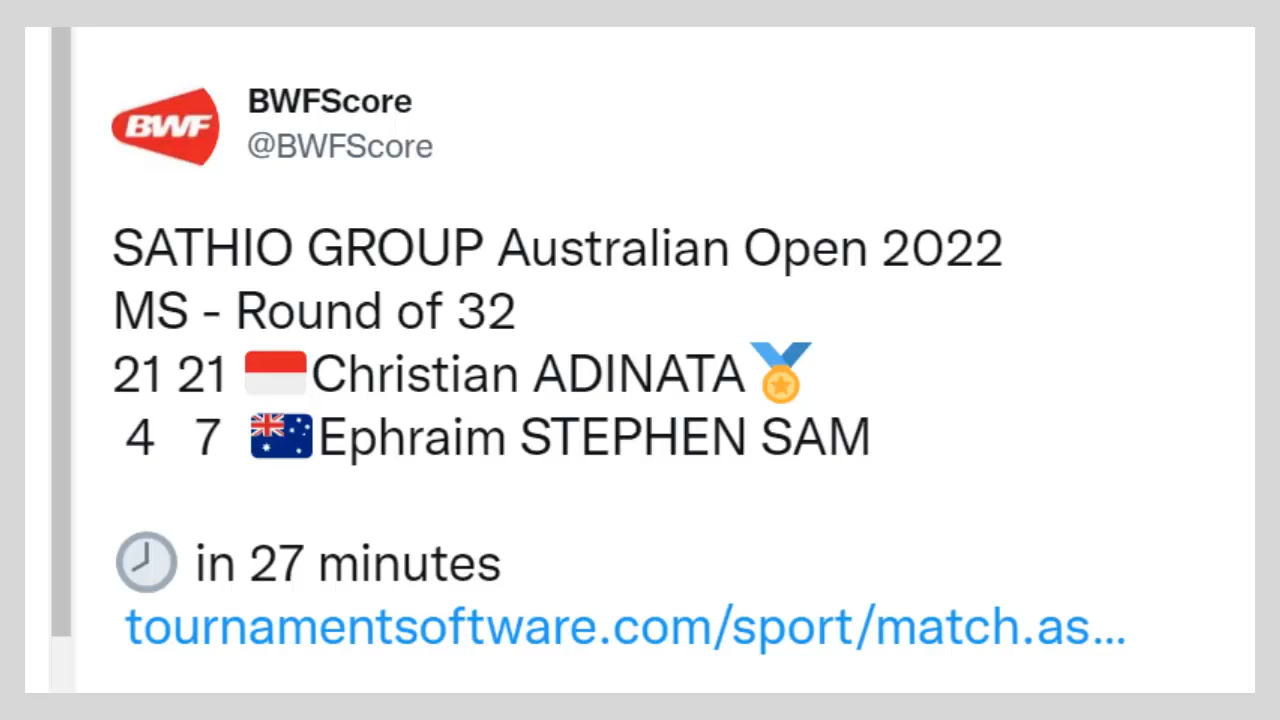 BWF
BWFScore
@BWFScore
SATHIO GROUP Australian Open 2022
MS - Round of 32
21 21 🇮🇩Christian ADINATA🏅
4 7 🇦🇺Ephraim STEPHEN SAM
🕗 in 27 minutes
tournamentsoftware.com/sport/match.as…